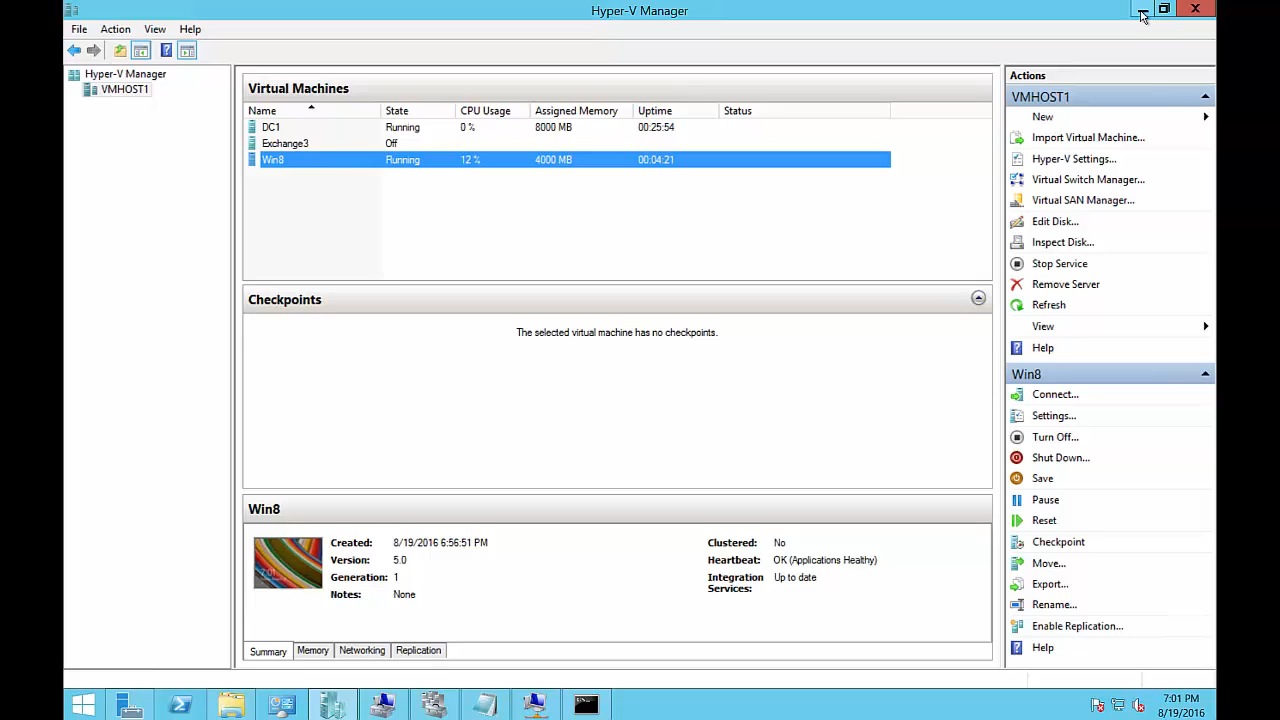 Hyper-V Manager
File Action View Help
Hyper-V Manager
VMHOST1
Virtual Machines
Name State CPU Usage Assigned Memory Uptime Status
DC1 Running 0 % 8000 MB 00:25:54
Exchange3 Off
Win8 Running 12 % 4000 MB 00:04:21
Checkpoints
The selected virtual machine has no checkpoints.
Win8
Created: 8/19/2016 6:56:51 PM Clustered: No
Version: 5.0 Heartbeat: OK (Applications Healthy)
Generation: 1 Integration Services: Up to date
Notes: None
Summary Memory Networking Replication
Actions
VMHOST1
New
Import Virtual Machine...
Hyper-V Settings...
Virtual Switch Manager...
Virtual SAN Manager...
Edit Disk...
Inspect Disk...
Stop Service
Remove Server
Refresh
View
Help
Win8
Connect...
Settings...
Turn Off...
Shut Down...
Save
Pause
Reset
Checkpoint
Move...
Export...
Rename...
Enable Replication...
Help
7:01 PM
8/19/2016